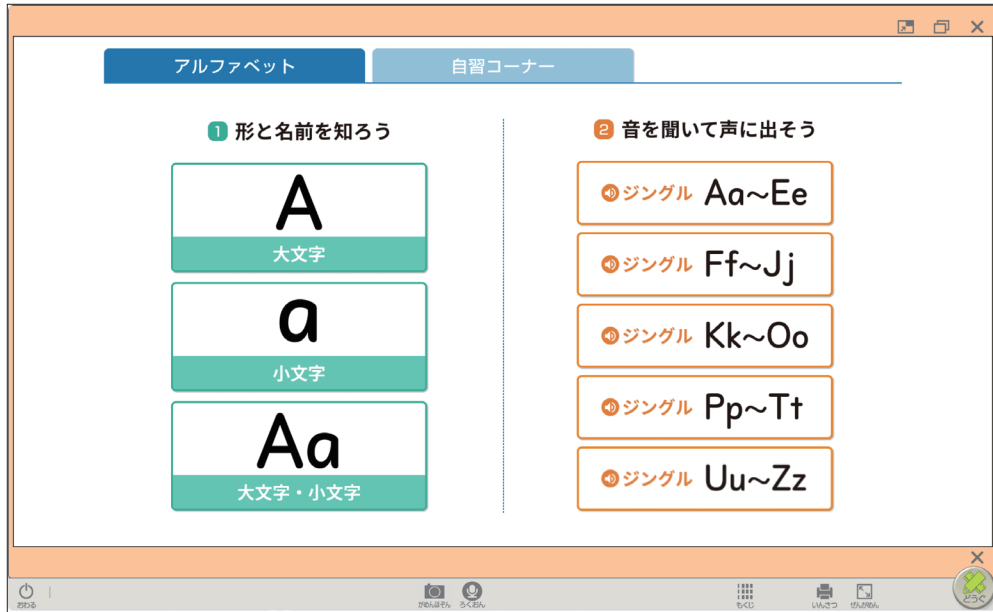 アルファベット
自習コーナー
1 形と名前を知ろう
A
大文字
a
小文字
Aa
大文字・小文字
2 音を聞いて声に出そう
ジングル Aa〜Ee
ジングル Ff〜Jj
ジングル Kk〜Oo
ジングル Pp〜Tt
ジングル Uu〜Zz
おわる
がめんほぞん
ろくおん
もくじ
いんさつ
ぜんがめん
どうぐ